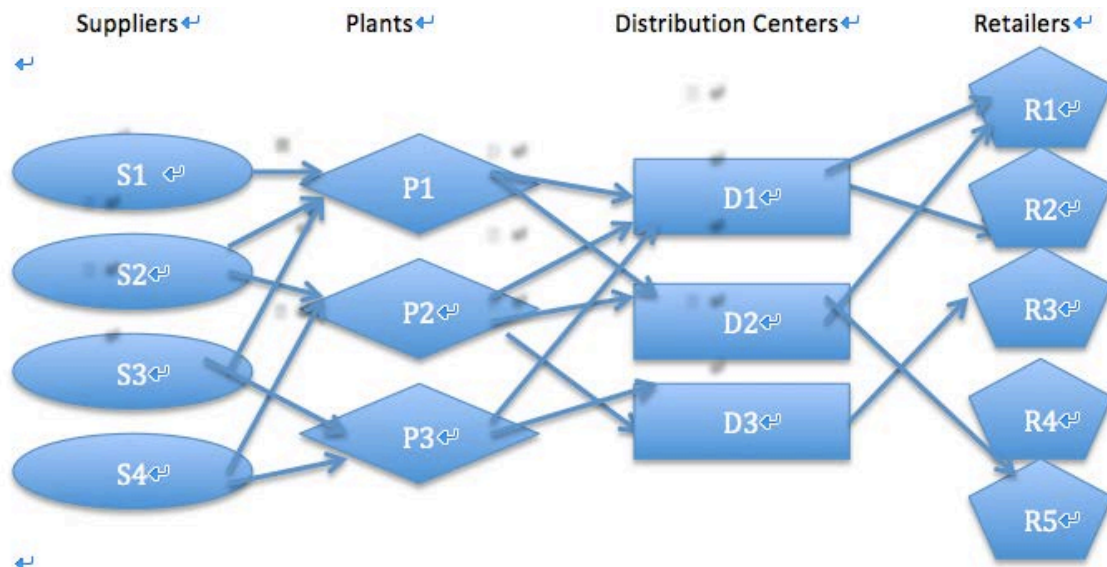 Suppliers↵ Plants↵ Distribution Centers↵ Retailers↵
↵
R1↵
S1 ↵ P1 D1↵ R2↵
S2↵ P2↵ D2↵ R3↵
S3↵ P3↵ D3↵ R4↵
S4↵ R5↵
↵